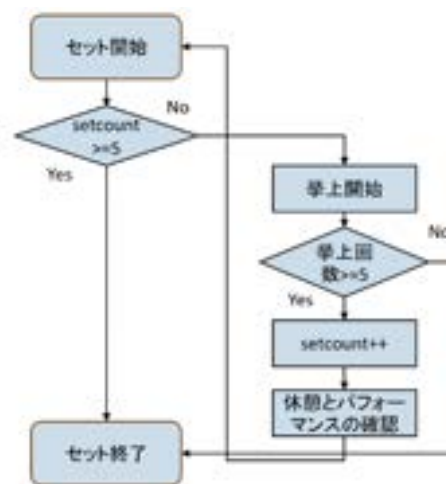 セット開始
No
setcount
>=5
Yes
挙上開始
No
挙上回
数>=5
Yes
setcount++
休憩とパフォー
マンスの確認
セット終了